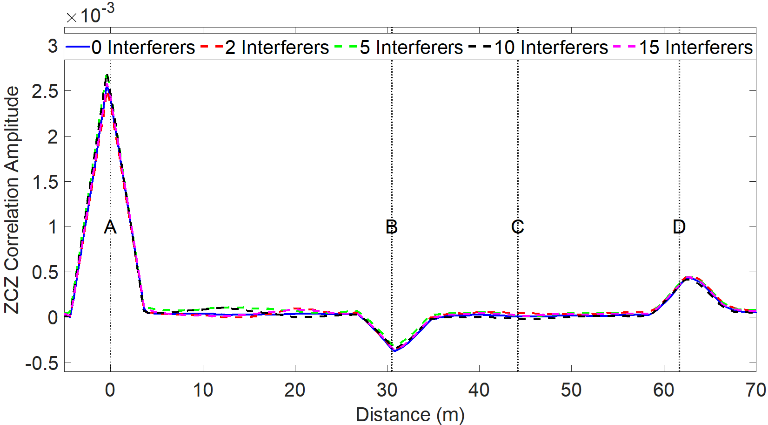 ×10^-3
0 Interferers 2 Interferers 5 Interferers 10 Interferers 15 Interferers
3
2.5
2
1.5
1
0.5
0
-0.5
ZCZ Correlation Amplitude
A B C D
0 10 20 30 40 50 60 70
Distance (m)